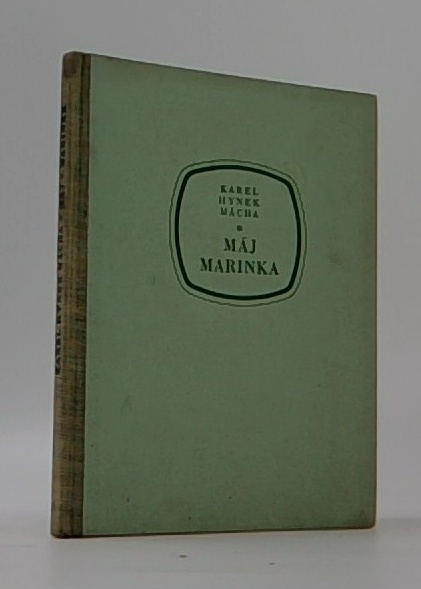 KAREL
HYNEK
MÁCHA
MÁJ
MARINKA
KAREL HYNEK MÁCHA MÁJ MARINKA